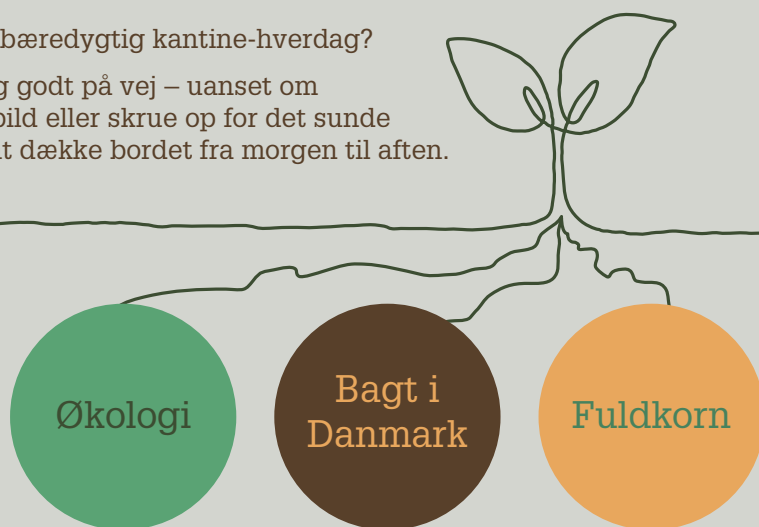 bæredygtig kantine-hverdag?
godt på vej – uanset om
eller skrue op for det sunde
dække bordet fra morgen til aften.
Økologi
Bagt i
Danmark
Fuldkorn